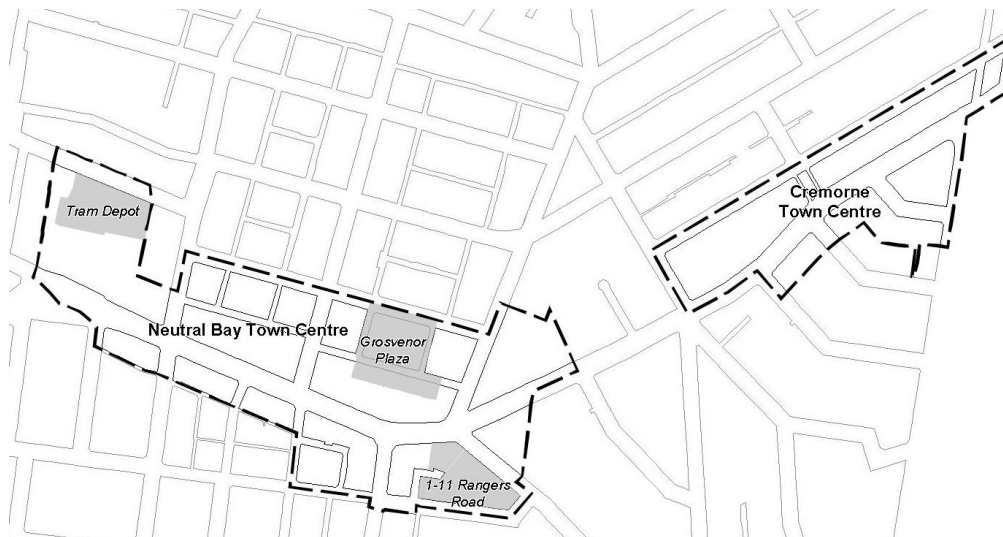 Cremorne
Town Centre
Tram Depot
Neutral Bay Town Centre
Grosvenor
Plaza
1-11 Rangers
Road